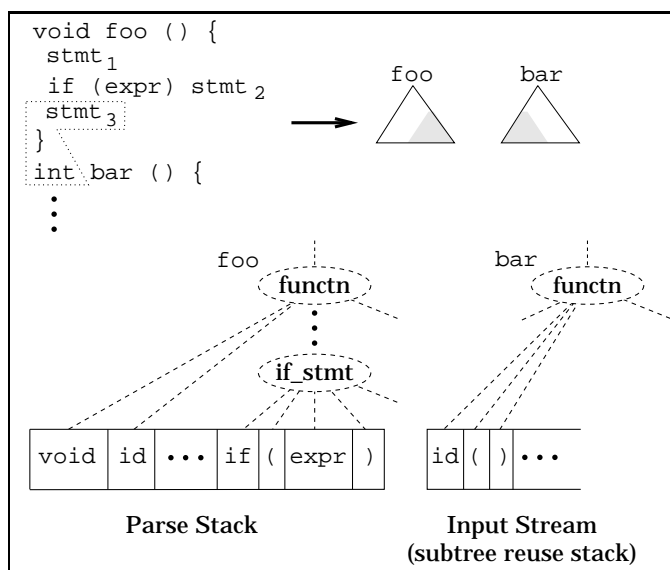 void foo () {
stmt1
if (expr) stmt2
stmt3
}
int bar () {
foo bar
foo functn
bar functn
if_stmt
void id ••• if ( expr )
id ( ) •••
Parse Stack
Input Stream
(subtree reuse stack)